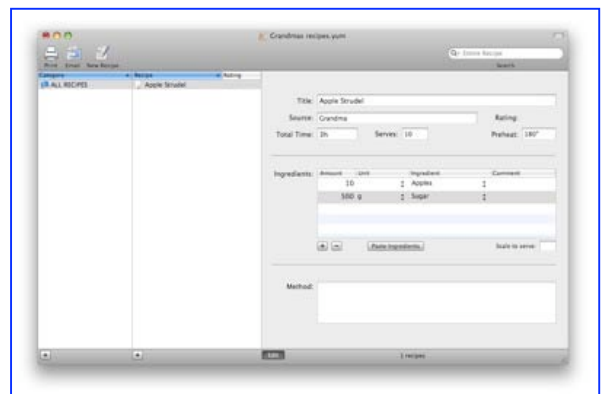 Grandmas recipes.yum
Print Email New Recipe
Entire Recipe
Search
Category Recipe Rating
ALL RECIPES Apple Strudel
Title: Apple Strudel
Source: Grandma Rating:
Total Time: 1h Serves: 10 Preheat: 180°
Ingredients: Amount Unit Ingredient Comment
10 Apples
500 g Sugar
+ − Paste Ingredients Scale to serve:
Method:
+ + Edit 1 recipes